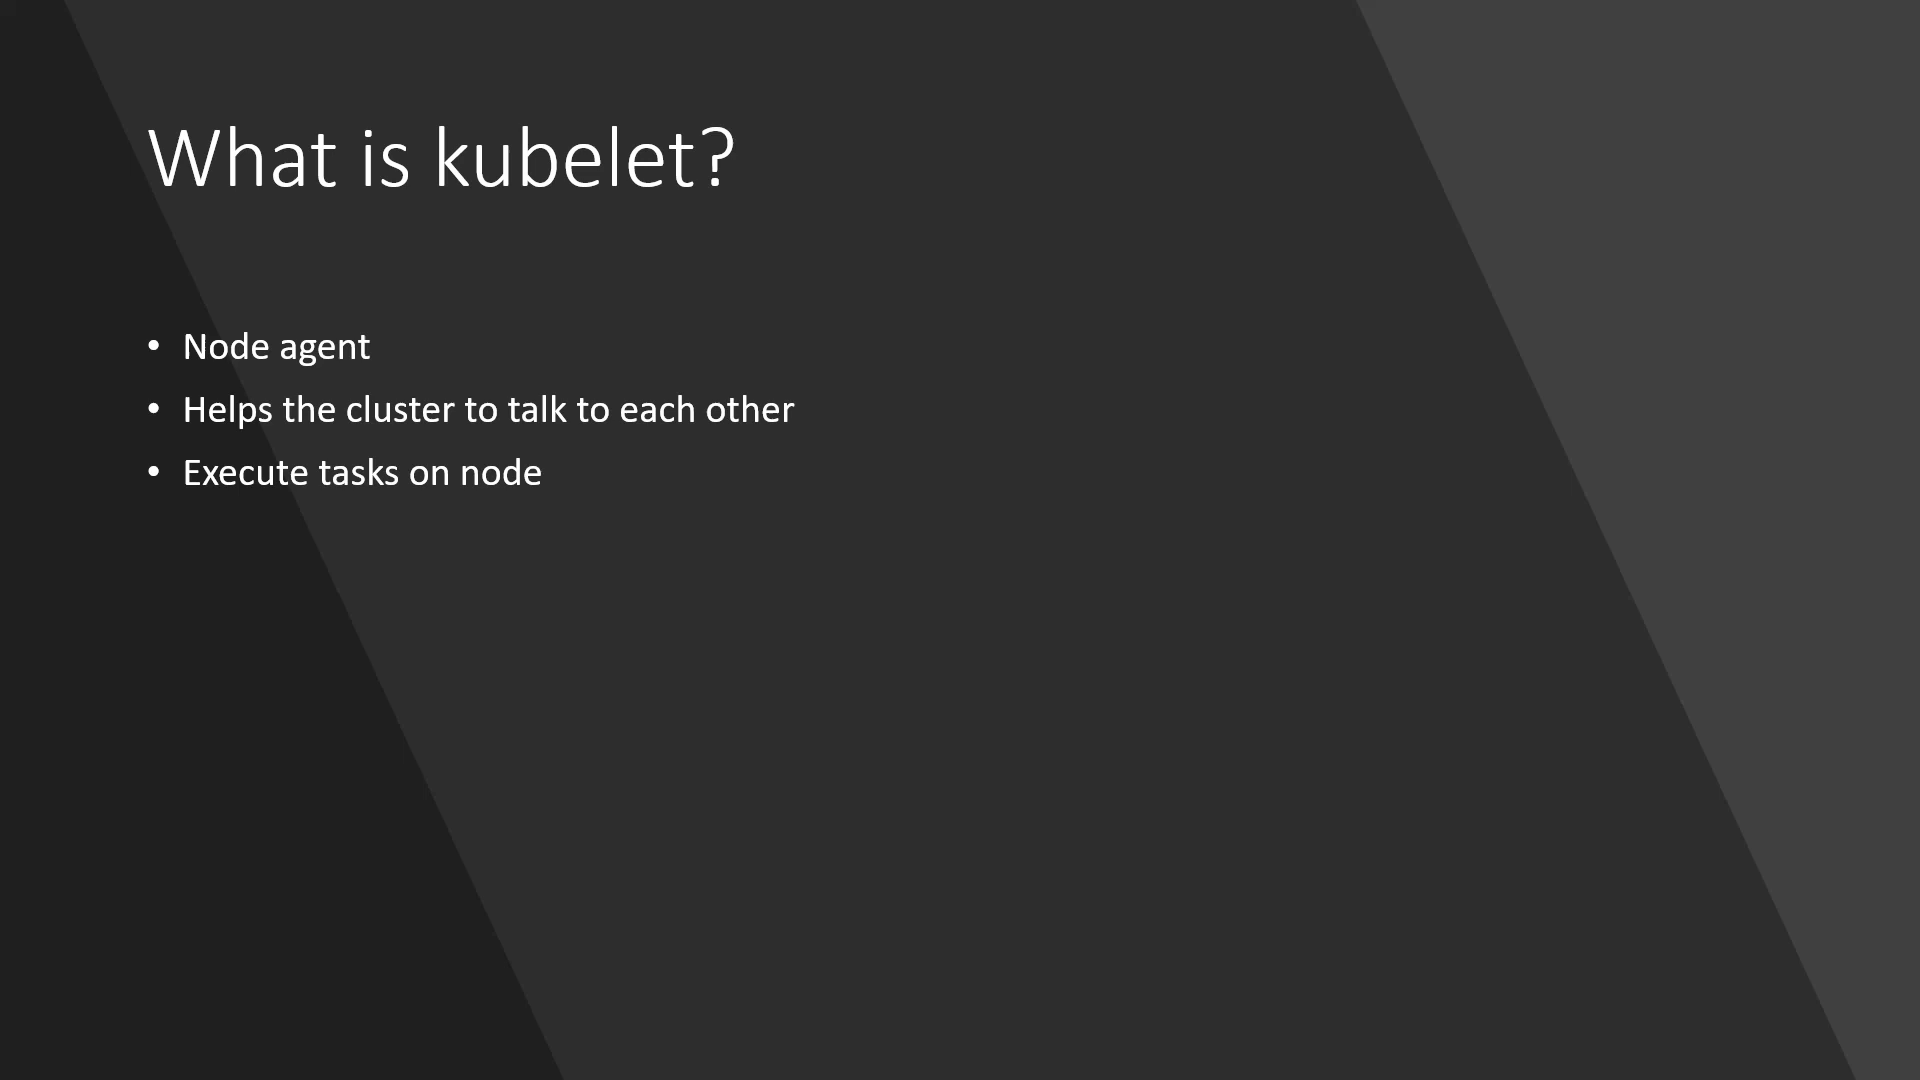 What is kubelet?
• Node agent
• Helps the cluster to talk to each other
• Execute tasks on node